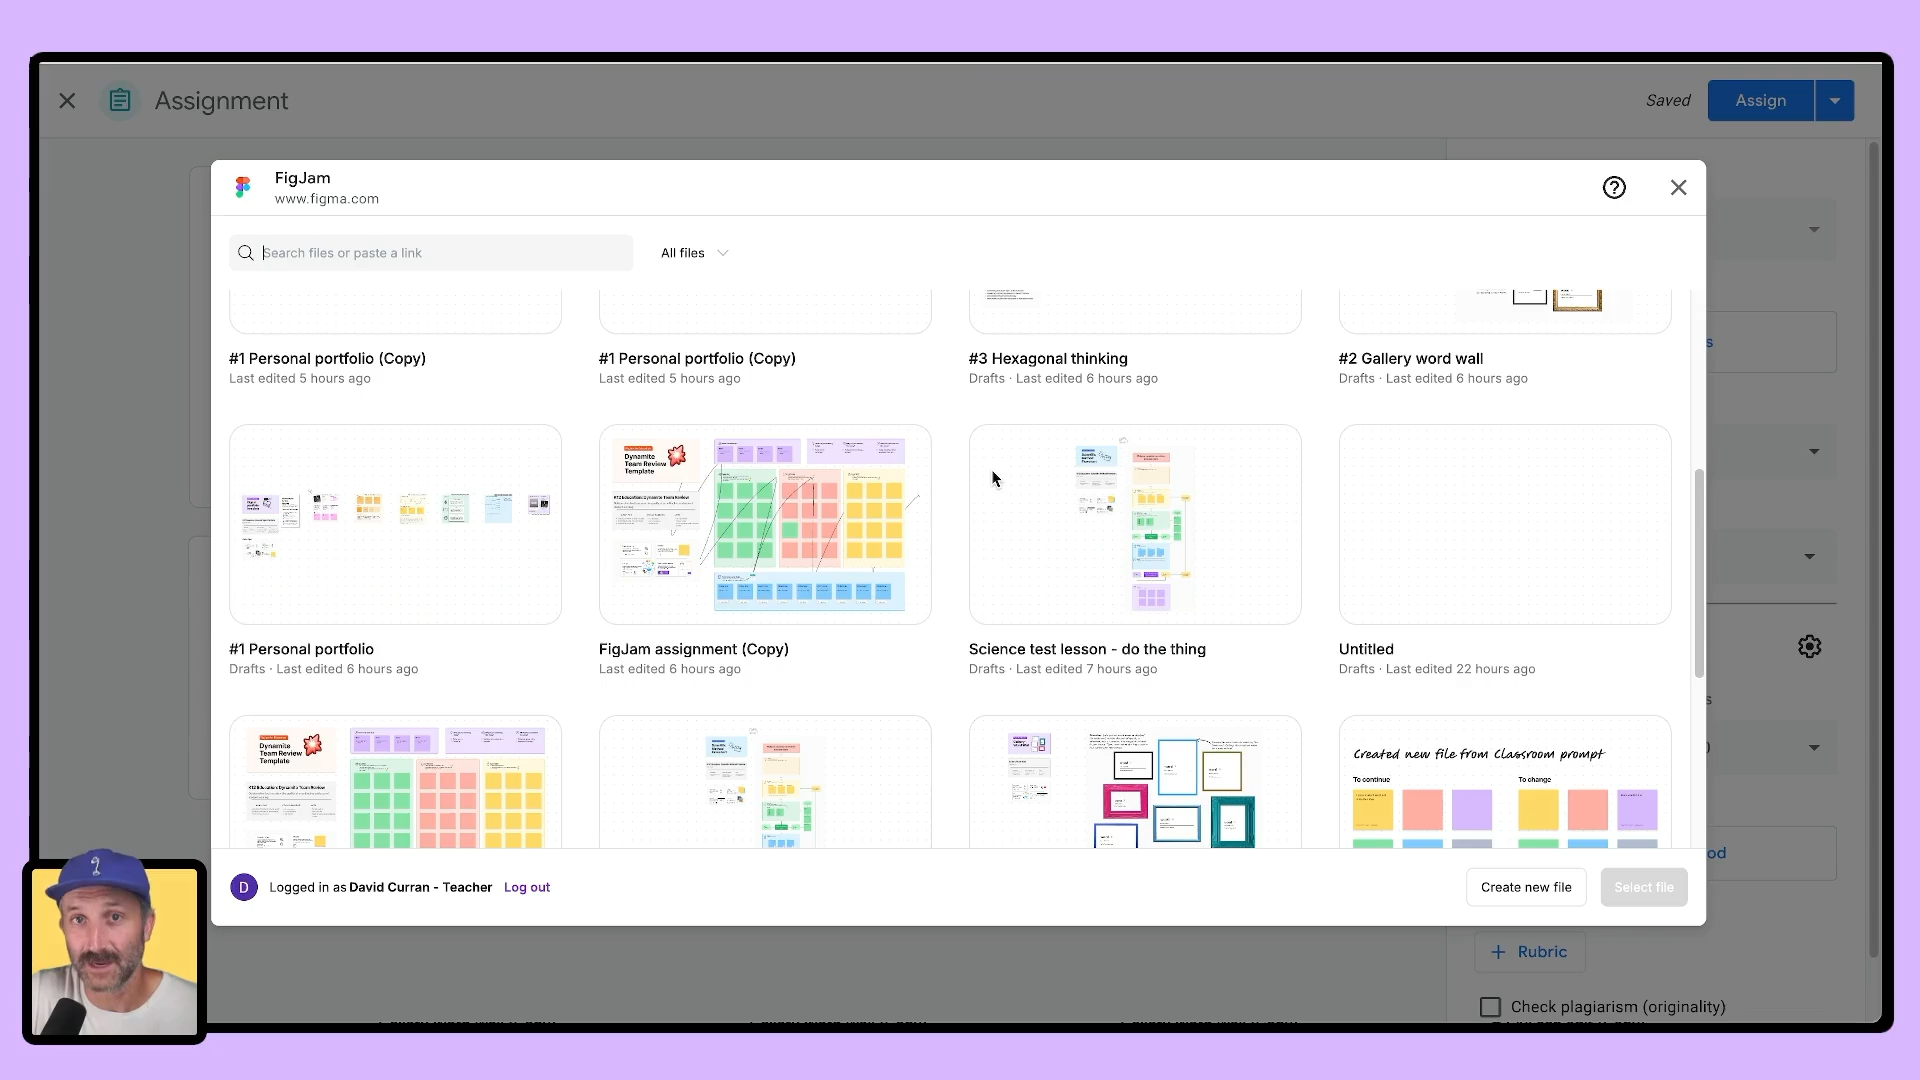 Assignment
Saved
Assign
FigJam
www.figma.com
Search files or paste a link
All files
#1 Personal portfolio (Copy)
Last edited 5 hours ago
#1 Personal portfolio (Copy)
Last edited 5 hours ago
#3 Hexagonal thinking
Drafts · Last edited 6 hours ago
#2 Gallery word wall
Drafts · Last edited 6 hours ago
Dynamite
Team Review
Template
#1 Personal portfolio
Drafts · Last edited 6 hours ago
FigJam assignment (Copy)
Last edited 6 hours ago
Science test lesson - do the thing
Drafts · Last edited 7 hours ago
Untitled
Drafts · Last edited 22 hours ago
Dynamite
Team Review
Template
Created new file from Classroom prompt
To continue
To change
D
Logged in as David Curran - Teacher
Log out
Create new file
Select file
Rubric
Check plagiarism (originality)